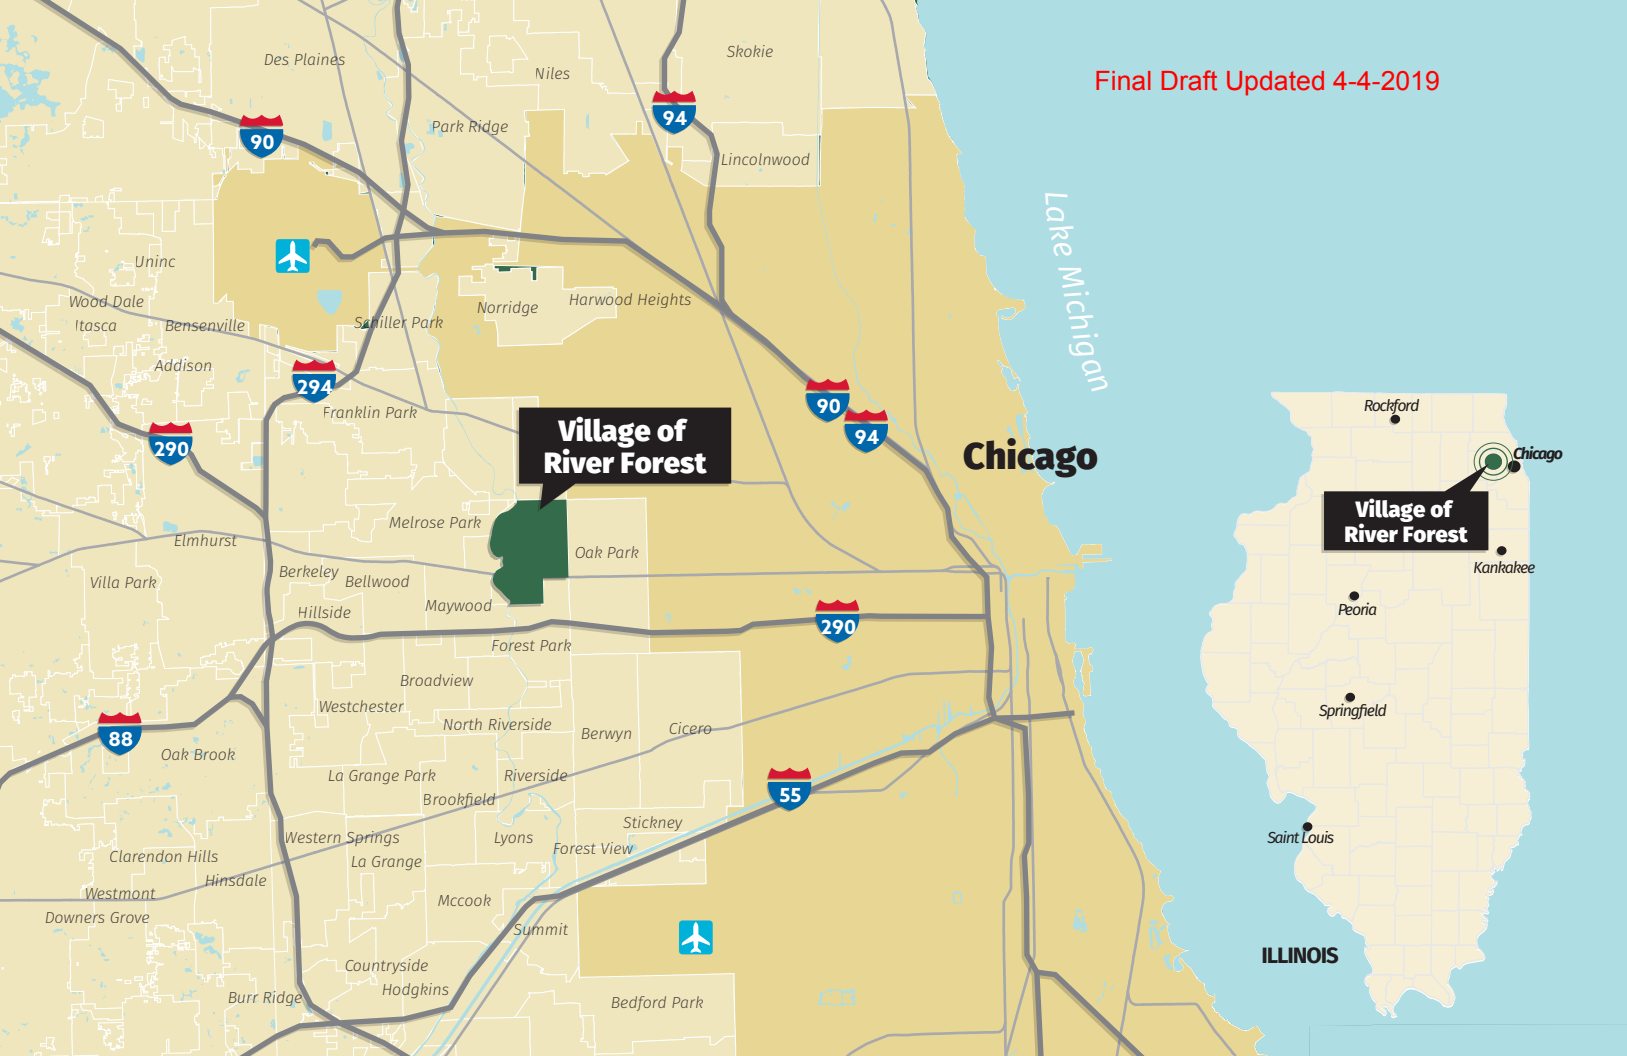 Des Plaines
Skokie
Niles
Final Draft Updated 4-4-2019
94
Park Ridge
90
Lincolnwood
Lake Michigan
Uninc
Wood Dale
Norridge
Harwood Heights
Itasca
Bensenville
Schiller Park
Addison
294
Franklin Park
90
94
290
Village of
River Forest
Chicago
Melrose Park
Elmhurst
Oak Park
Villa Park
Berkeley
Bellwood
Maywood
Hillside
290
Forest Park
Broadview
Westchester
North Riverside
Berwyn
Cicero
88
Oak Brook
La Grange Park
Riverside
Brookfield
55
Western Springs
Lyons
Stickney
Forest View
Clarendon Hills
La Grange
Hinsdale
Westmont
Mccook
Downers Grove
Summit
Countryside
Hodgkins
Burr Ridge
Bedford Park
Rockford
Chicago
Village of
River Forest
Kankakee
Peoria
Springfield
Saint Louis
ILLINOIS